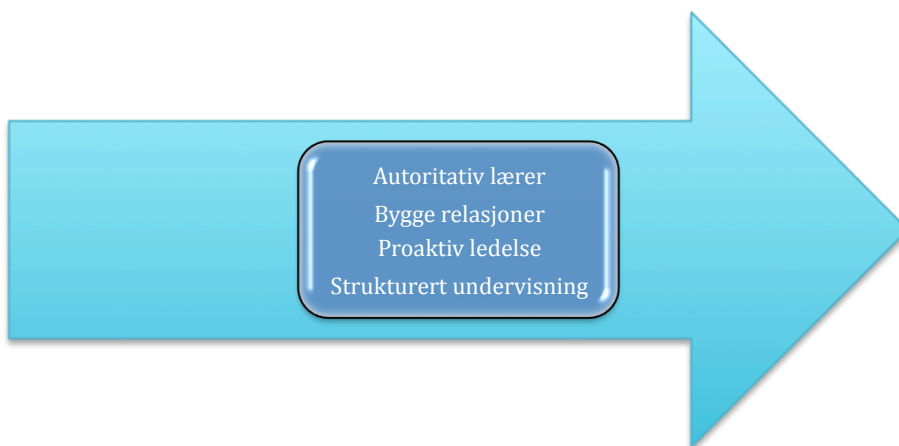 Autoritativ lærer
Bygge relasjoner
Proaktiv ledelse
Strukturert undervisning